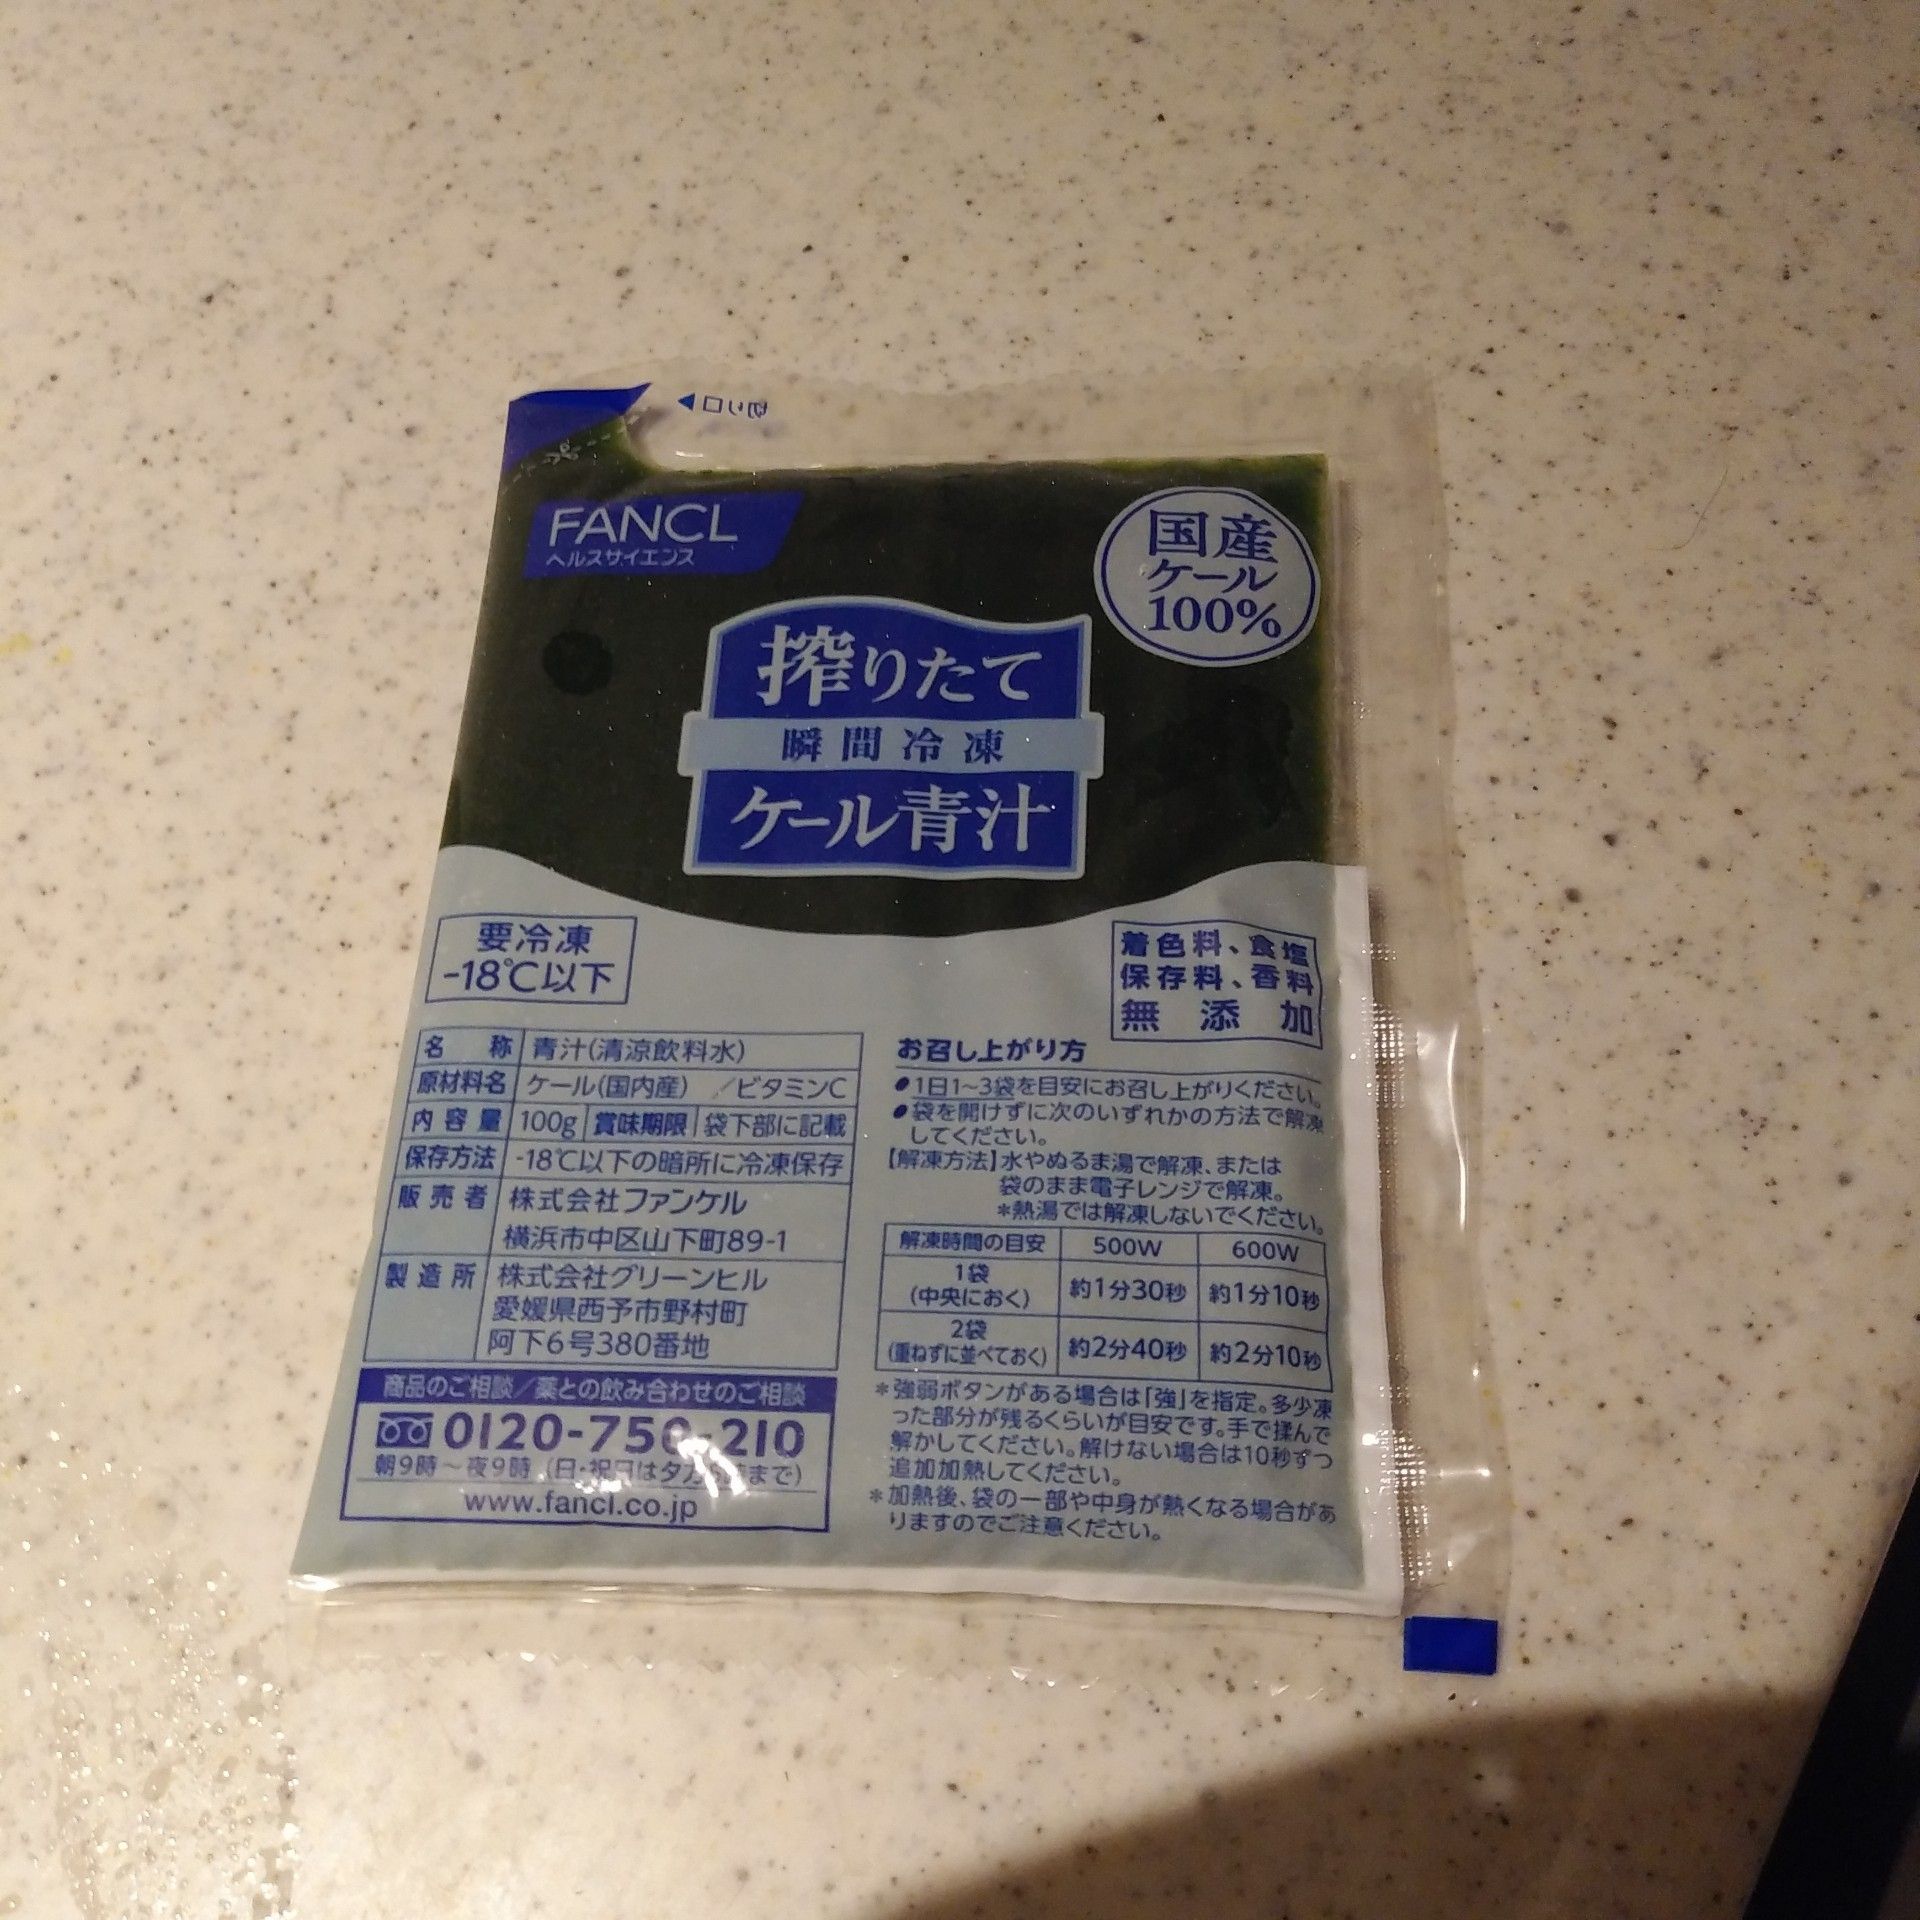 切り口
FANCL
ヘルスサイエンス
国産
ケール
100%
搾りたて
瞬間冷凍
ケール青汁
要冷凍
-18℃以下
着色料、食塩
保存料、香料
無添加
名称 青汁(清涼飲料水)
原材料名 ケール(国内産)/ビタミンC
内容量 100g 賞味期限 袋下部に記載
保存方法 -18℃以下の暗所に冷凍保存
販売者 株式会社ファンケル
横浜市中区山下町89-1
製造所 株式会社グリーンヒル
愛媛県西予市野村町
阿下6号380番地
商品のご相談/薬との飲み合わせのご相談
0120-750-210
朝9時〜夜9時(日・祝日は夕方 まで)
www.fancl.co.jp
お召し上がり方
●1日1~3袋を目安にお召し上がりください。
●袋を開けずに次のいずれかの方法で解凍
してください。
【解凍方法】水やぬるま湯で解凍、または
袋のまま電子レンジで解凍。
*熱湯では解凍しないでください。
解凍時間の目安 500W 600W
1袋
(中央におく) 約1分30秒 約1分10秒
2袋
(重ねずに並べておく) 約2分40秒 約2分10秒
*強弱ボタンがある場合は「強」を指定。多少凍
った部分が残るくらいが目安です。手で揉んで
解かしてください。解けない場合は10秒ずつ
追加加熱してください。
*加熱後、袋の一部や中身が熱くなる場合があ
りますのでご注意ください。